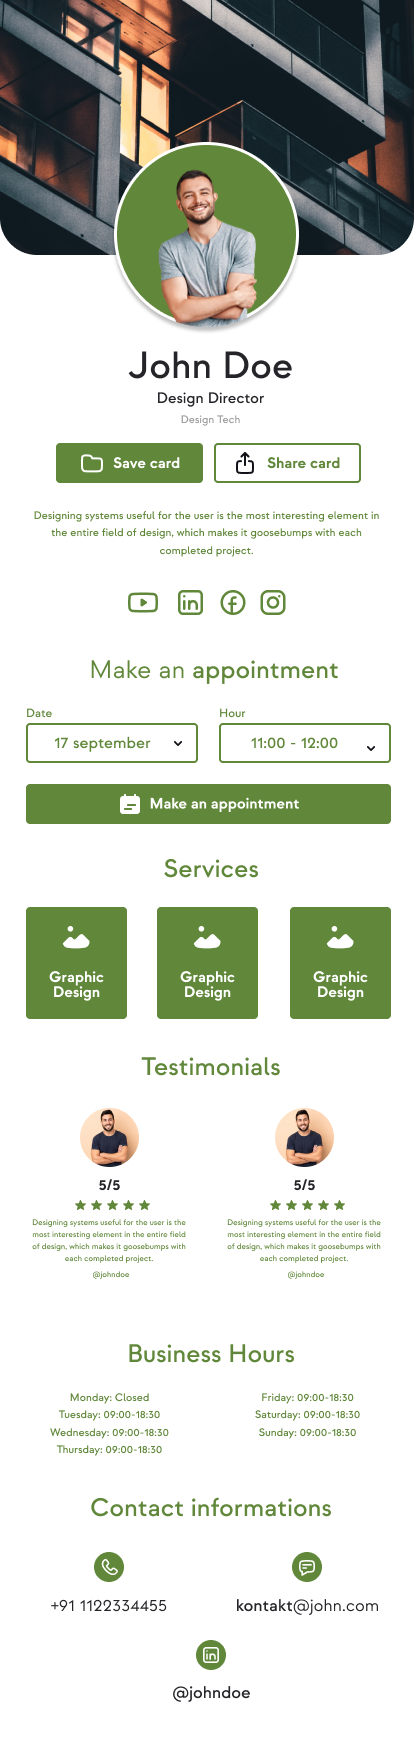 John Doe
Design Director
Design Tech
Save card
Share card
Designing systems useful for the user is the most interesting element in
the entire field of design, which makes it goosebumps with each
completed project.
Make an appointment
Date
Hour
17 september
11:00 - 12:00
Make an appointment
Services
Graphic
Design
Graphic
Design
Graphic
Design
Testimonials
5/5
Designing systems useful for the user is the
most interesting element in the entire field
of design, which makes it goosebumps with
each completed project.
@johndoe
5/5
Designing systems useful for the user is the
most interesting element in the entire field
of design, which makes it goosebumps with
each completed project.
@johndoe
Business Hours
Monday: Closed
Tuesday: 09:00-18:30
Wednesday: 09:00-18:30
Thursday: 09:00-18:30
Friday: 09:00-18:30
Saturday: 09:00-18:30
Sunday: 09:00-18:30
Contact informations
+91 1122334455
kontakt@john.com
@johndoe